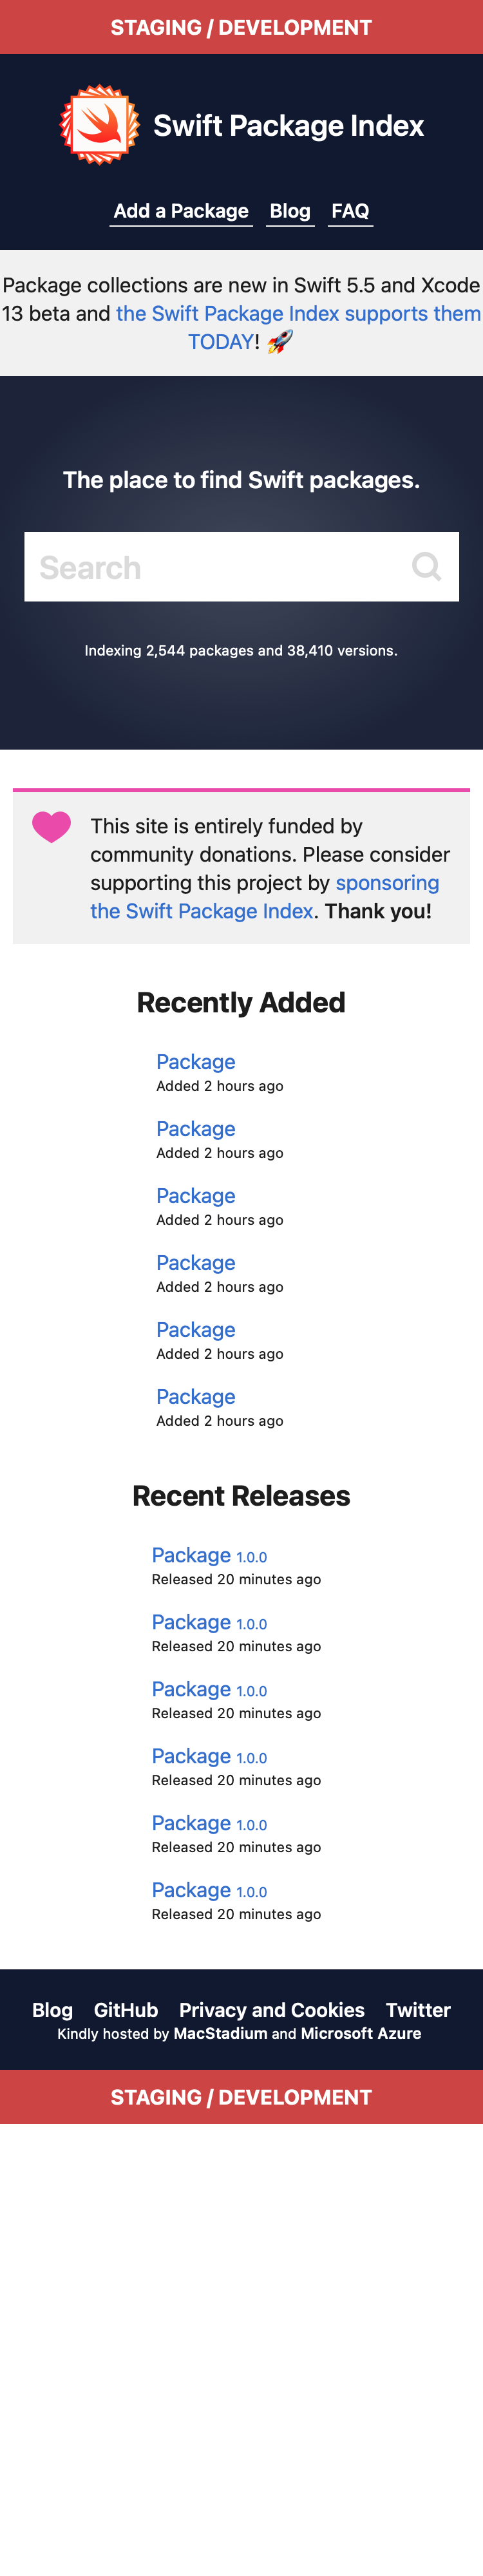 STAGING / DEVELOPMENT
Swift Package Index
Add a Package Blog FAQ
Package collections are new in Swift 5.5 and Xcode
13 beta and the Swift Package Index supports them
TODAY! 🚀
The place to find Swift packages.
Search
Indexing 2,544 packages and 38,410 versions.
This site is entirely funded by
community donations. Please consider
supporting this project by sponsoring
the Swift Package Index. Thank you!
Recently Added
Package
Added 2 hours ago
Package
Added 2 hours ago
Package
Added 2 hours ago
Package
Added 2 hours ago
Package
Added 2 hours ago
Package
Added 2 hours ago
Recent Releases
Package 1.0.0
Released 20 minutes ago
Package 1.0.0
Released 20 minutes ago
Package 1.0.0
Released 20 minutes ago
Package 1.0.0
Released 20 minutes ago
Package 1.0.0
Released 20 minutes ago
Package 1.0.0
Released 20 minutes ago
Blog GitHub Privacy and Cookies Twitter
Kindly hosted by MacStadium and Microsoft Azure
STAGING / DEVELOPMENT